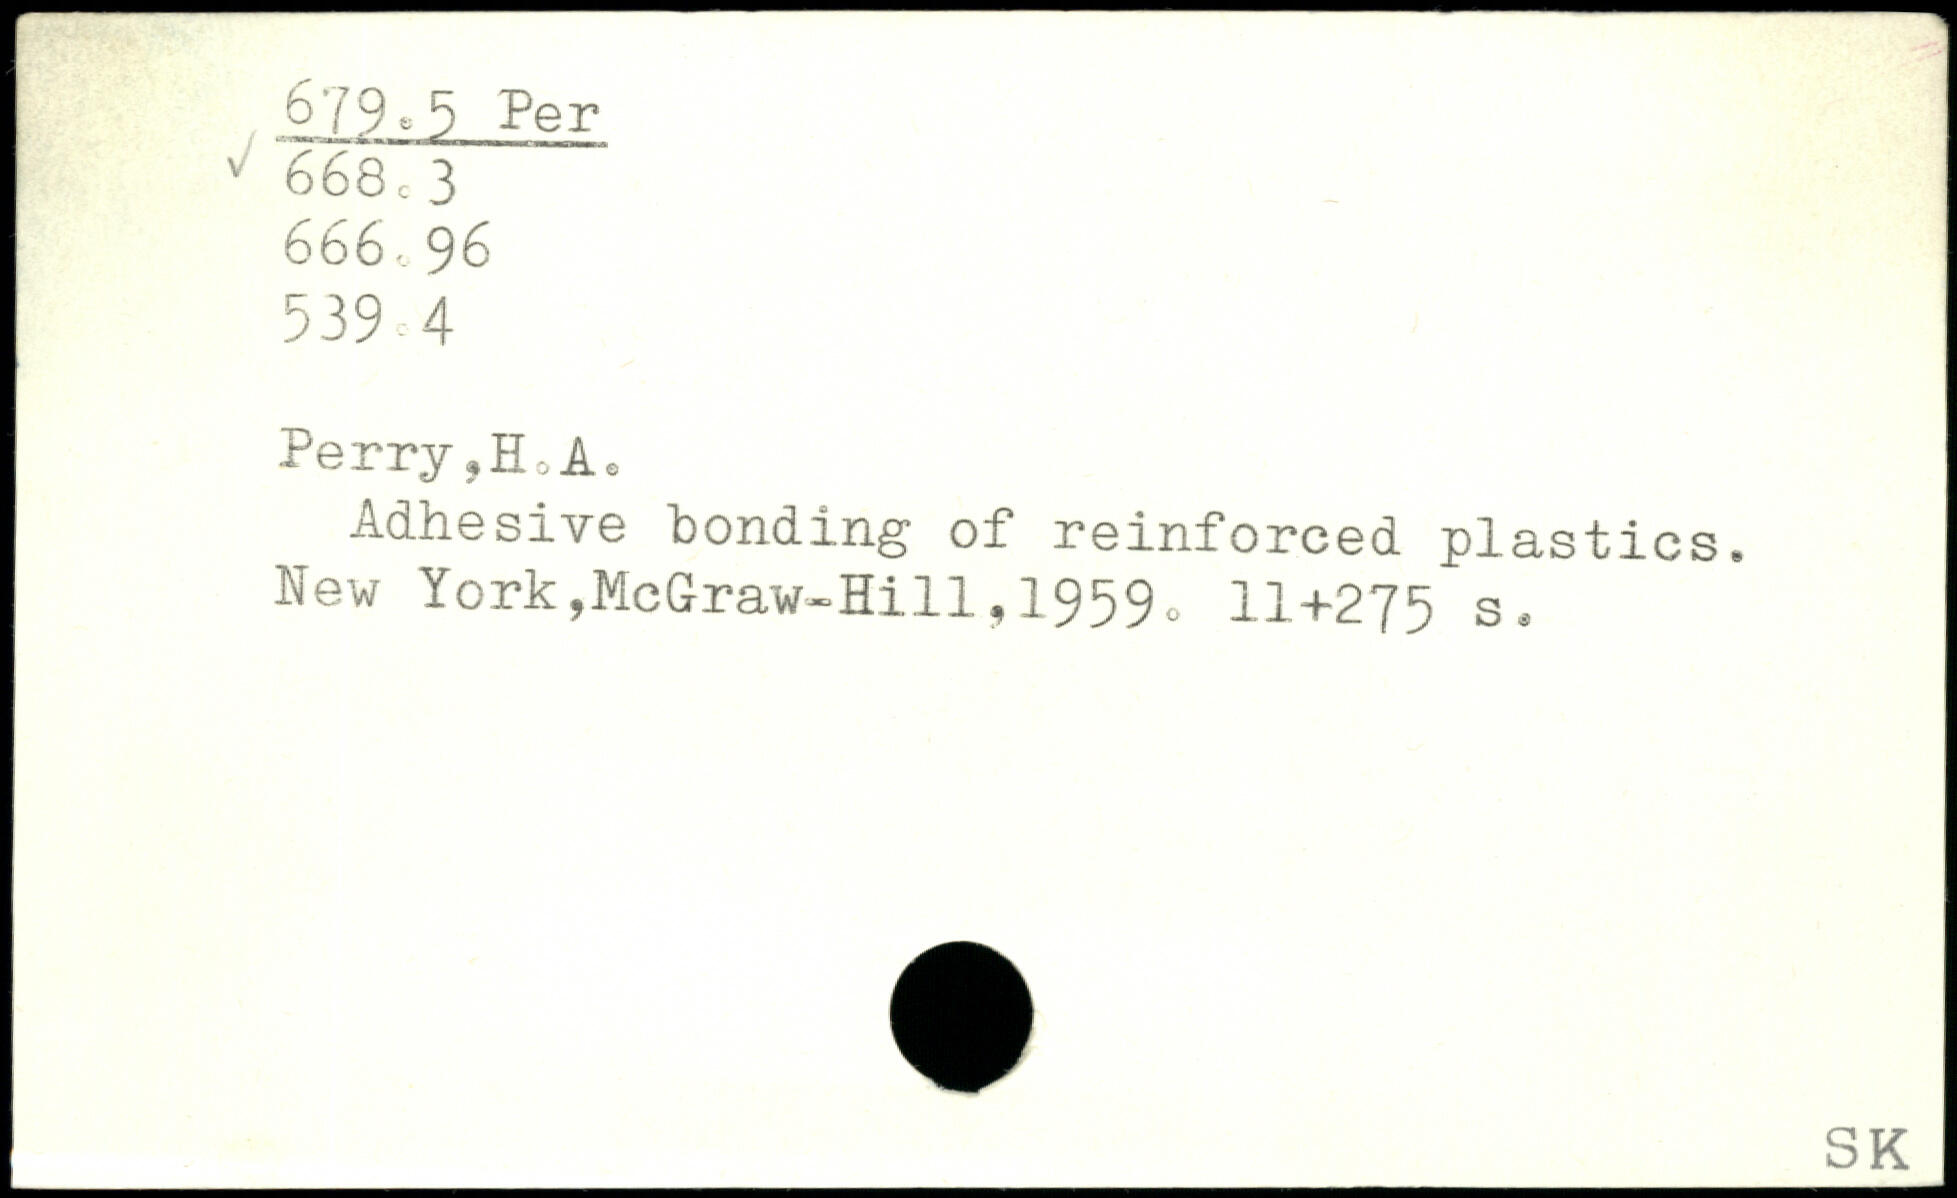 679.5 Per
✓ 668.3
666.96
539.4
Perry,H.A.
Adhesive bonding of reinforced plastics.
New York,McGraw-Hill,1959. 11+275 s.
SK